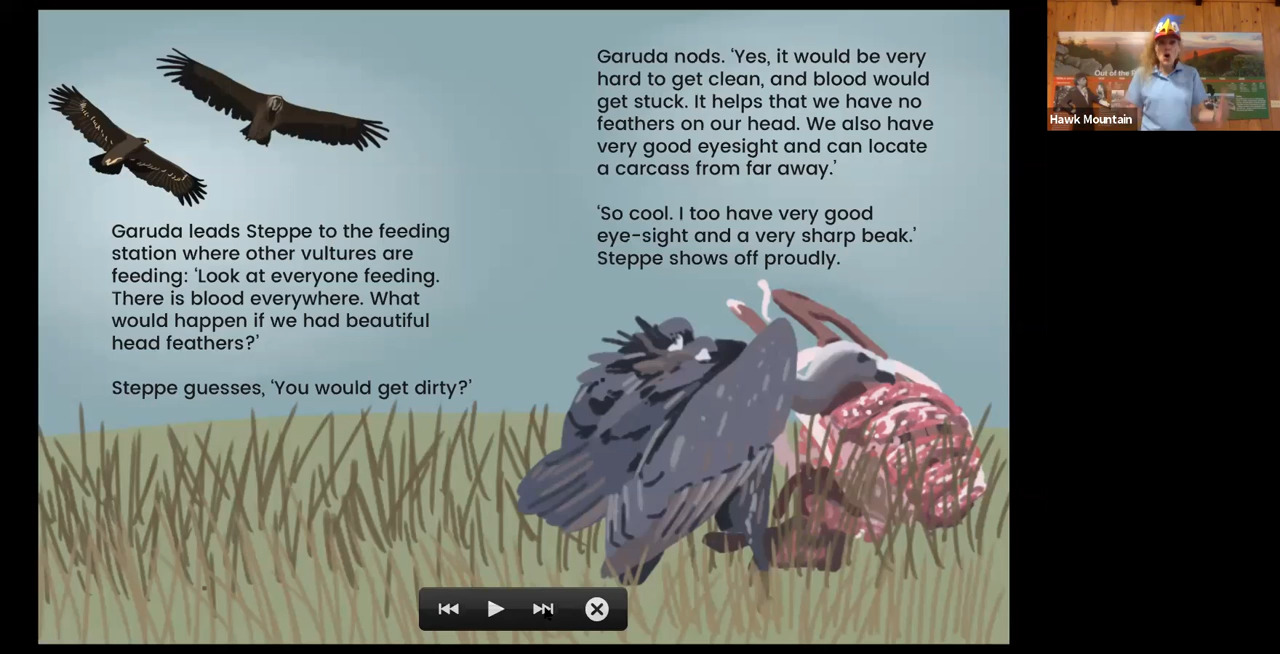 Garuda leads Steppe to the feeding
station where other vultures are
feeding: ‘Look at everyone feeding.
There is blood everywhere. What
would happen if we had beautiful
head feathers?’
Steppe guesses, ‘You would get dirty?’
Garuda nods. ‘Yes, it would be very
hard to get clean, and blood would
get stuck. It helps that we have no
feathers on our head. We also have
very good eyesight and can locate
a carcass from far away.’
‘So cool. I too have very good
eye-sight and a very sharp beak.’
Steppe shows off proudly.
Out of the
Hawk Mountain